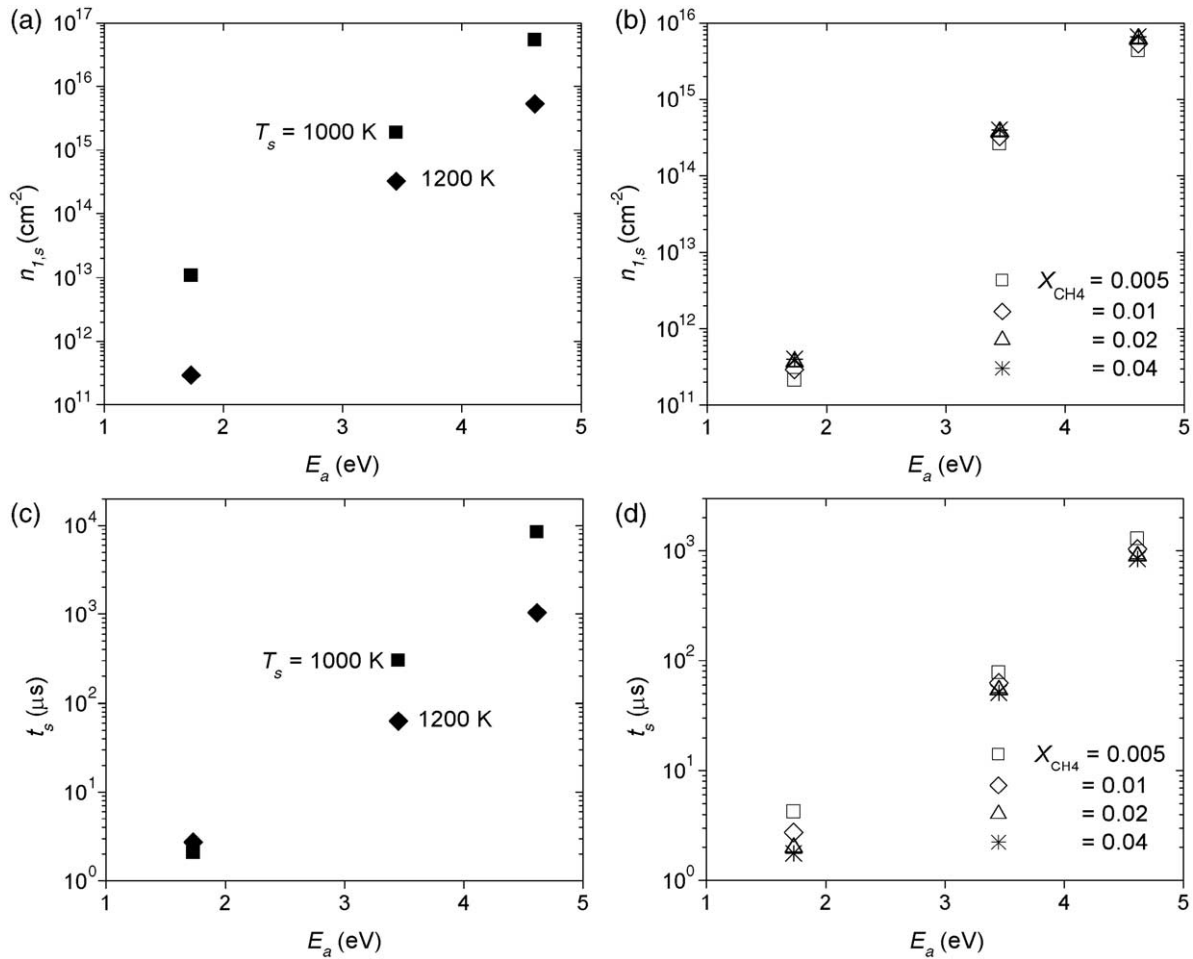 (a)
10^17
10^16
10^15
10^14
10^13
10^12
10^11
n_{1,s} (cm^-2)
T_s = 1000 K
1200 K
1 2 3 4 5
E_a (eV)
(b)
10^16
10^15
10^14
10^13
10^12
10^11
n_{1,s} (cm^-2)
X_CH4 = 0.005
= 0.01
= 0.02
= 0.04
1 2 3 4 5
E_a (eV)
(c)
10^4
10^3
10^2
10^1
10^0
t_s (μs)
T_s = 1000 K
1200 K
1 2 3 4 5
E_a (eV)
(d)
10^3
10^2
10^1
10^0
t_s (μs)
X_CH4 = 0.005
= 0.01
= 0.02
= 0.04
1 2 3 4 5
E_a (eV)